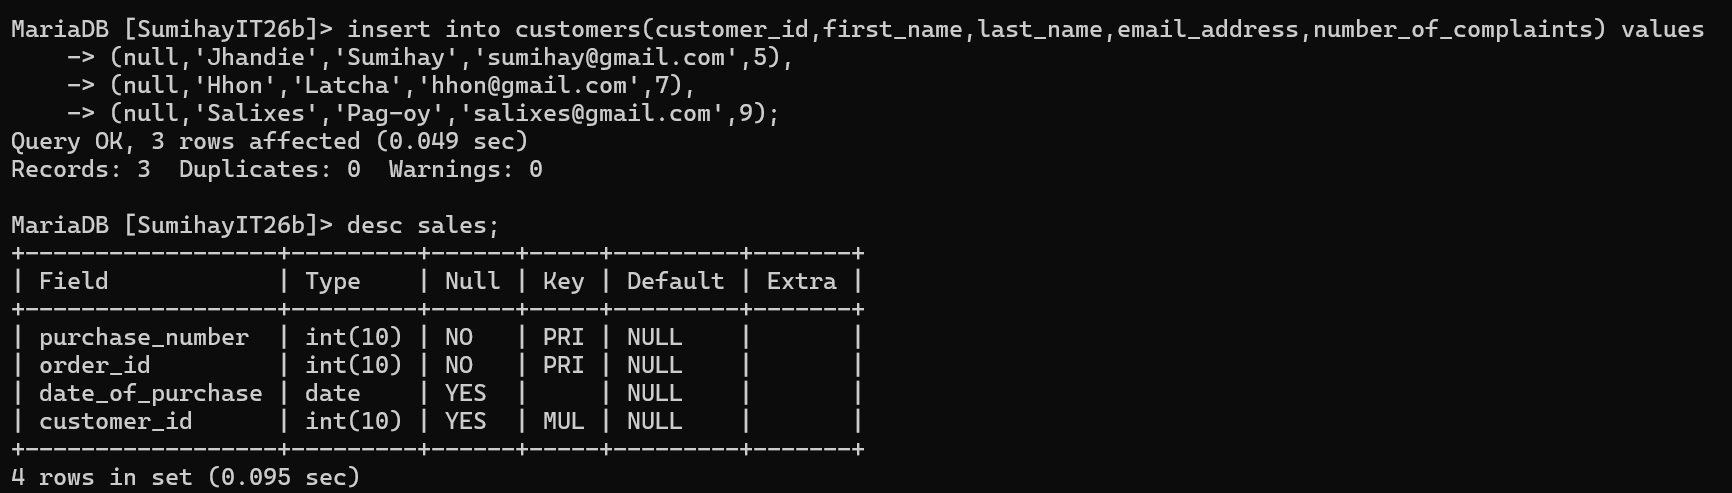 MariaDB [SumihayIT26b]> insert into customers(customer_id,first_name,last_name,email_address,number_of_complaints) values
    -> (null,'Jhandie','Sumihay','sumihay@gmail.com',5),
    -> (null,'Hhon','Latcha','hhon@gmail.com',7),
    -> (null,'Salixes','Pag-oy','salixes@gmail.com',9);
Query OK, 3 rows affected (0.049 sec)
Records: 3  Duplicates: 0  Warnings: 0

MariaDB [SumihayIT26b]> desc sales;
+------------------+---------+------+-----+---------+-------+
| Field            | Type    | Null | Key | Default | Extra |
+------------------+---------+------+-----+---------+-------+
| purchase_number  | int(10) | NO   | PRI | NULL    |       |
| order_id         | int(10) | NO   | PRI | NULL    |       |
| date_of_purchase | date    | YES  |     | NULL    |       |
| customer_id      | int(10) | YES  | MUL | NULL    |       |
+------------------+---------+------+-----+---------+-------+
4 rows in set (0.095 sec)